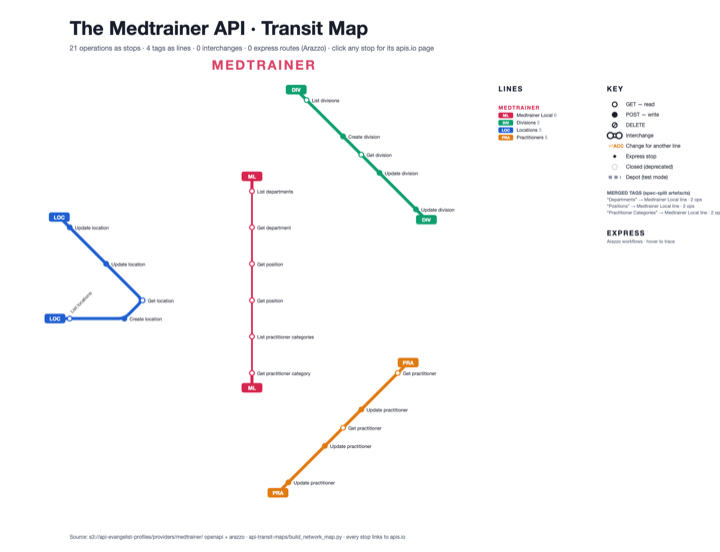 The Medtrainer API · Transit Map
21 operations as stops · 4 tags as lines · 0 interchanges · 0 express routes (Arazzo) · click any stop for its apis.io page
MEDTRAINER
DIV
List divisions
Create division
Get division
Update division
Update division
DIV
ML
List departments
Get department
Get position
Get position
List practitioner categories
Get practitioner category
ML
LOC
Update location
Update location
Get location
List locations
LOC
Create location
PRA
Get practitioner
Update practitioner
Get practitioner
Update practitioner
Update practitioner
PRA
LINES
MEDTRAINER
ML Medtrainer Local 6
DIV Divisions 5
LOC Locations 5
PRA Practitioners 5
KEY
GET — read
POST — write
DELETE
Interchange
Change for another line
Express stop
Closed (deprecated)
Depot (test mode)
MERGED TAGS (spec-split artefacts)
"Departments" → Medtrainer Local line · 2 ops
"Positions" → Medtrainer Local line · 2 ops
"Practitioner Categories" → Medtrainer Local line · 2 op
EXPRESS
Arazzo workflows · hover to trace
Source: s3://api-evangelist-profiles/providers/medtrainer/ openapi + arazzo · api-transit-maps/build_network_map.py · every stop links to apis.io